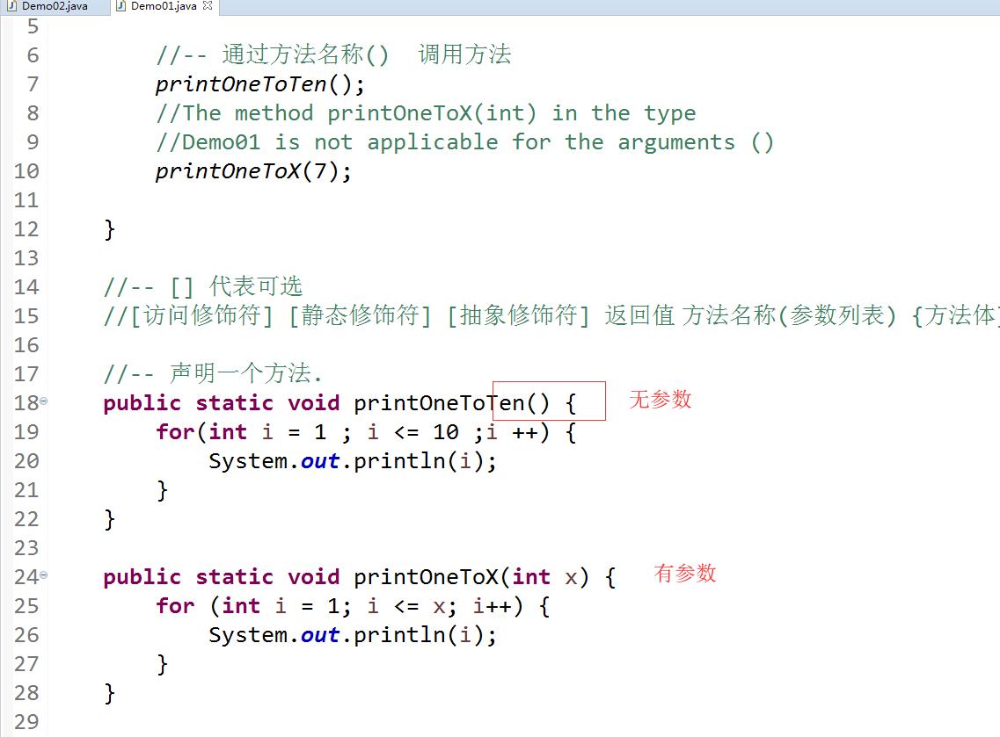 Demo02.java Demo01.java
5
6 //-- 通过方法名称() 调用方法
7 printOneToTen();
8 //The method printOneToX(int) in the type
9 //Demo01 is not applicable for the arguments ()
10 printOneToX(7);
11
12 }
13
14 //-- [] 代表可选
15 //[访问修饰符] [静态修饰符] [抽象修饰符] 返回值 方法名称(参数列表) {方法体]
16
17 //-- 声明一个方法.
18 public static void printOneToTen() { 无参数
19 for(int i = 1 ; i <= 10 ;i ++) {
20 System.out.println(i);
21 }
22 }
23
24 public static void printOneToX(int x) { 有参数
25 for (int i = 1; i <= x; i++) {
26 System.out.println(i);
27 }
28 }
29